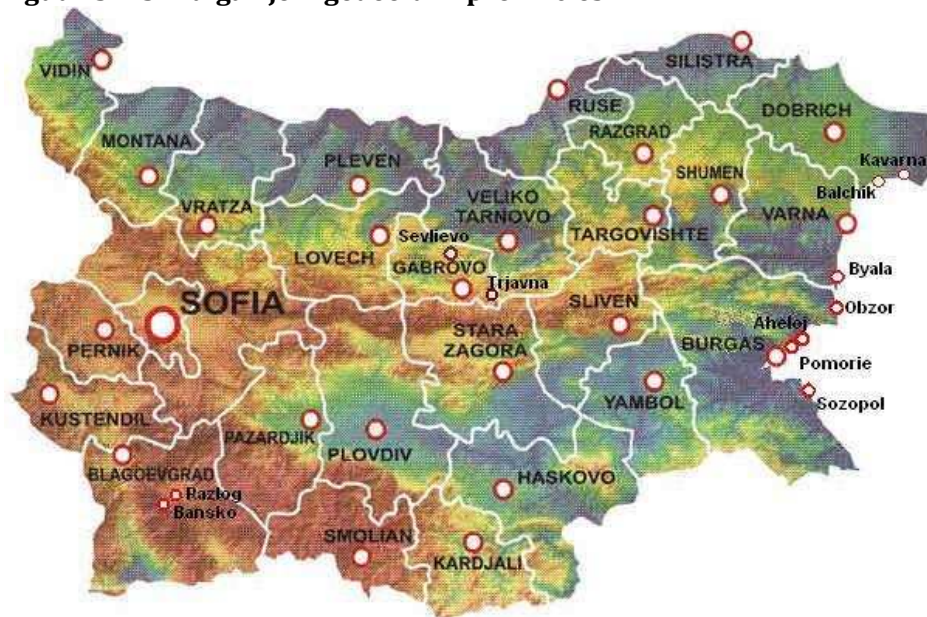 VIDIN
SILISTRA
RUSE
DOBRICH
RAZGRAD
MONTANA
PLEVEN
Kavarna
SHUMEN
VELIKO
TARNOVO
Balchik
VRATZA
VARNA
TARGOVISHTE
Sevlievo
LOVECH
GABROVO
Byala
Trjavna
SOFIA
SLIVEN
Obzor
Aheloj
STARA
ZAGORA
BURGAS
PERNIK
Pomorie
YAMBOL
Sozopol
KUSTENDIL
PAZARDJIK
PLOVDIV
BLAGOEVGRAD
HASKOVO
Razlog
Bansko
SMOLIAN
KARDJALI